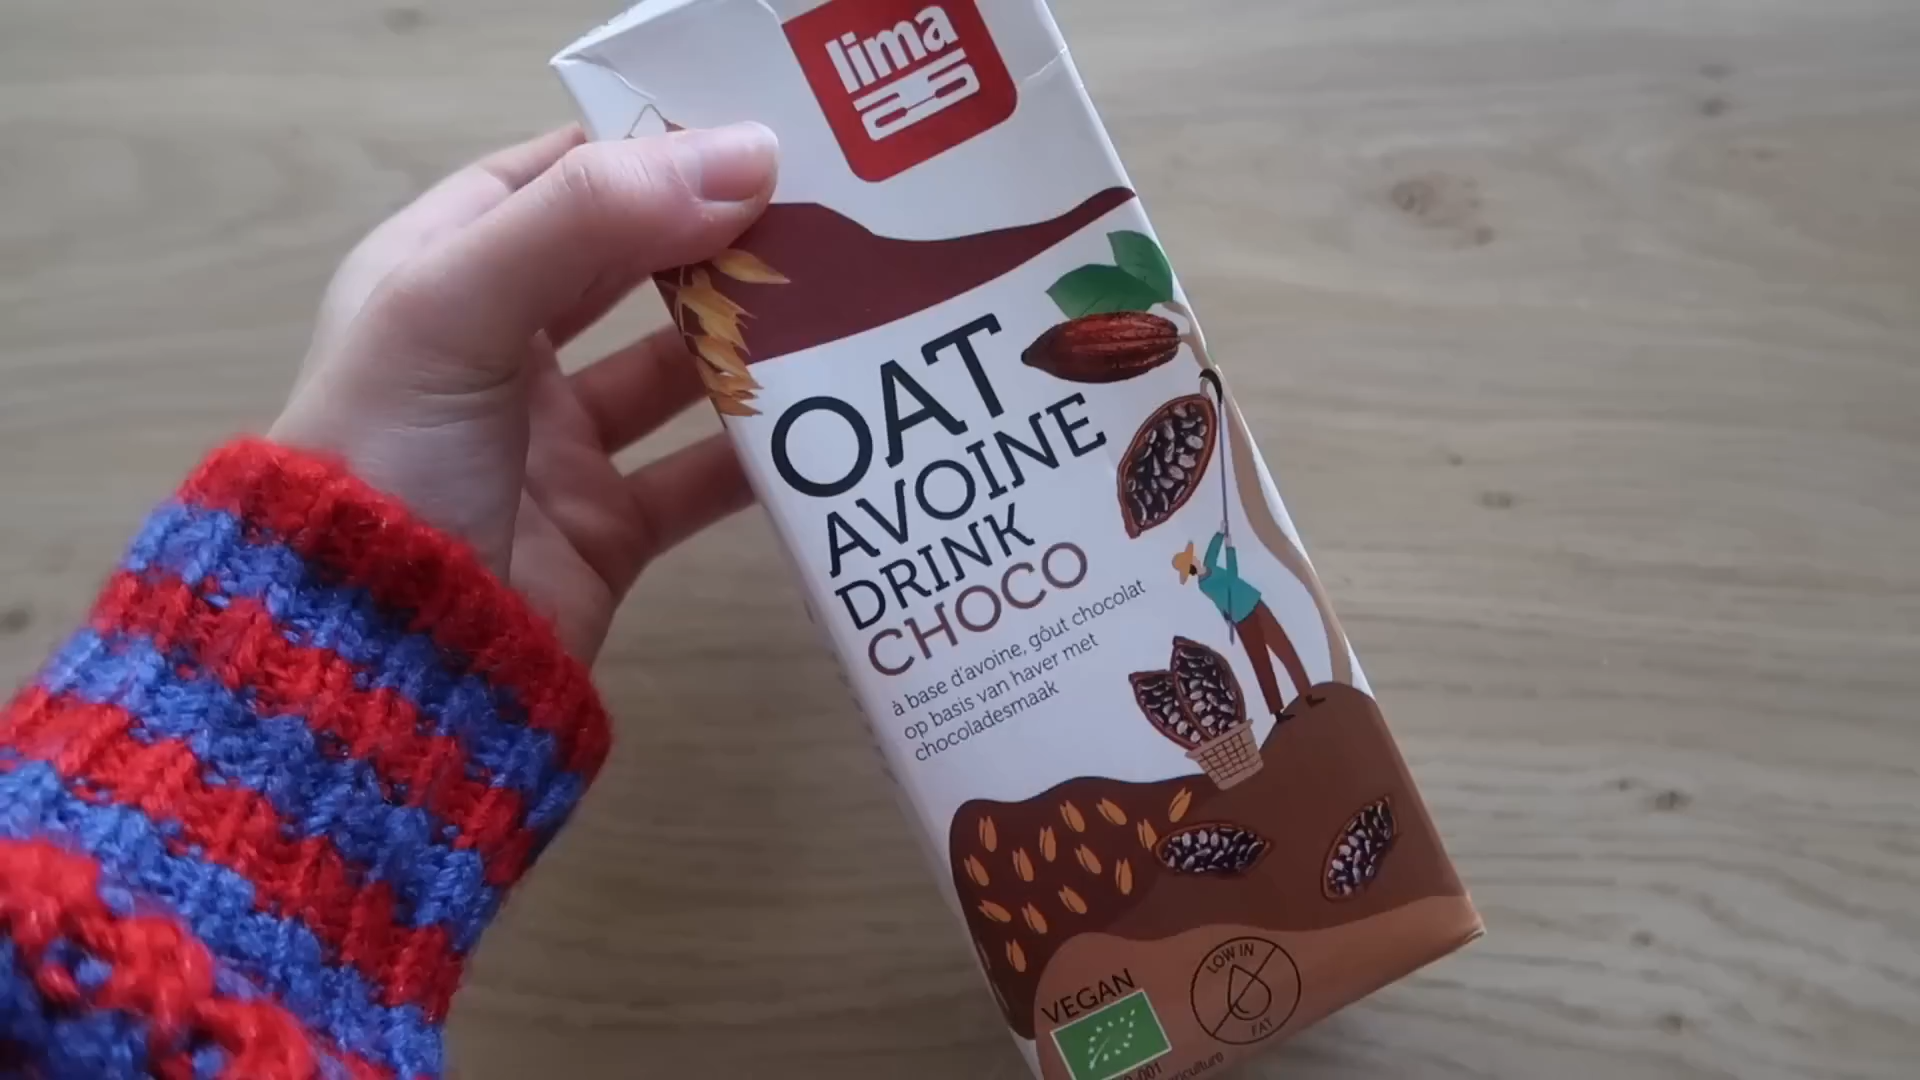 lima
OAT
AVOINE
DRINK
CHOCO
à base d'avoine, goût chocolat
op basis van haver met
chocoladesmaak
VEGAN
LOW IN
FAT